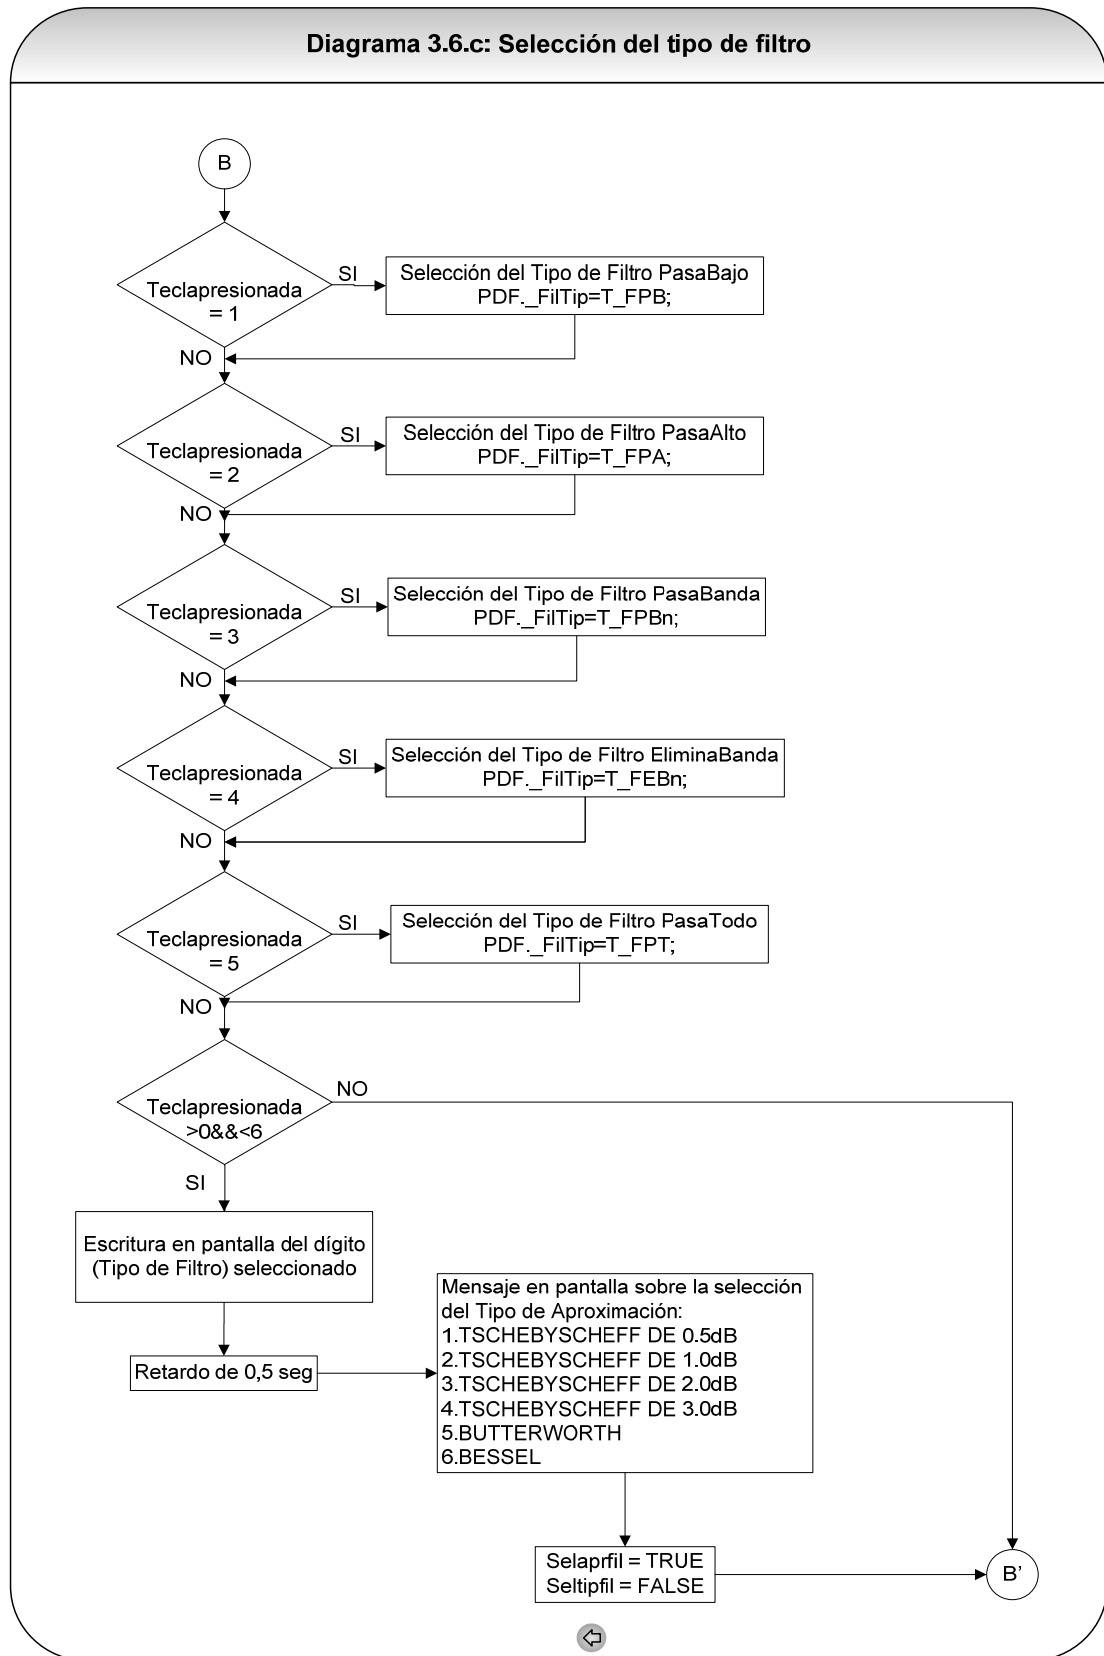 Diagrama 3.6.c: Selección del tipo de filtro
B
Teclapresionada
= 1
SI
Selección del Tipo de Filtro PasaBajo
PDF._FilTip=T_FPB;
NO
Teclapresionada
= 2
SI
Selección del Tipo de Filtro PasaAlto
PDF._FilTip=T_FPA;
NO
Teclapresionada
= 3
SI
Selección del Tipo de Filtro PasaBanda
PDF._FilTip=T_FPBn;
NO
Teclapresionada
= 4
SI
Selección del Tipo de Filtro EliminaBanda
PDF._FilTip=T_FEBn;
NO
Teclapresionada
= 5
SI
Selección del Tipo de Filtro PasaTodo
PDF._FilTip=T_FPT;
NO
Teclapresionada
>0&&<6
NO
SI
Escritura en pantalla del dígito
(Tipo de Filtro) seleccionado
Retardo de 0,5 seg
Mensaje en pantalla sobre la selección
del Tipo de Aproximación:
1.TSCHEBYSCHEFF DE 0.5dB
2.TSCHEBYSCHEFF DE 1.0dB
3.TSCHEBYSCHEFF DE 2.0dB
4.TSCHEBYSCHEFF DE 3.0dB
5.BUTTERWORTH
6.BESSEL
Selaprfil = TRUE
Seltipfil = FALSE
B’